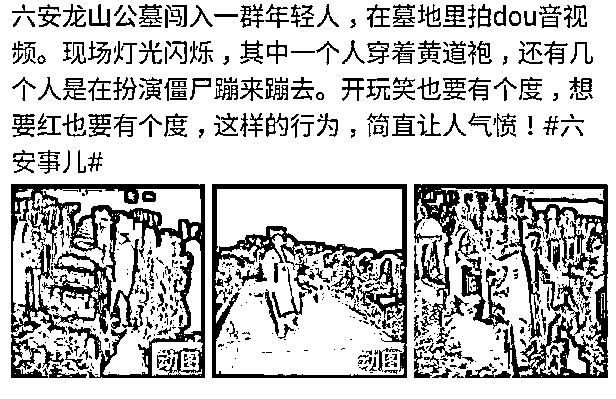 六安龙山公墓闯入一群年轻人，在墓地里拍dou音视
频。现场灯光闪烁，其中一个人穿着黄道袍，还有几
个人是在扮演僵尸蹦来蹦去。开玩笑也要有个度，想
要红也要有个度，这样的行为，简直让人气愤！#六
安事儿#
动图
动图